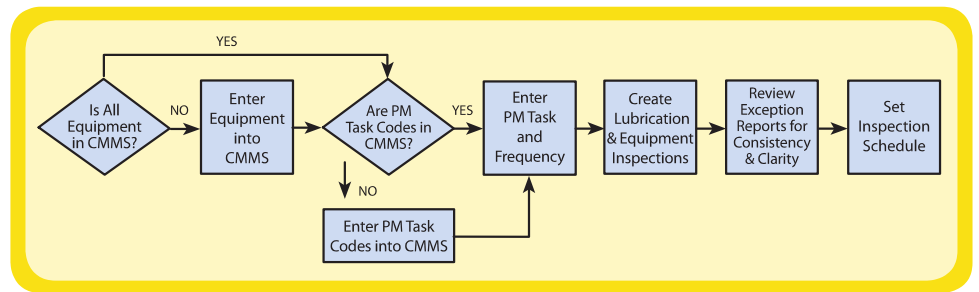 YES
Is All
Equipment
in CMMS?
NO
Enter
Equipment
into
CMMS
Are PM
Task Codes in
CMMS?
YES
NO
Enter PM Task
Codes into CMMS
Enter
PM Task
and
Frequency
Create
Lubrication
& Equipment
Inspections
Review
Exception
Reports for
Consistency
& Clarity
Set
Inspection
Schedule